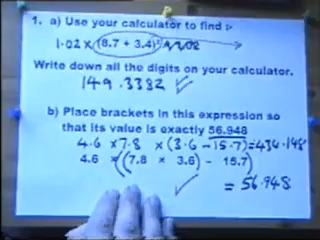 1. a) Use your calculator to find :-
1.02 x (8.7 + 3.4)²
Write down all the digits on your calculator.
149.3382 ✓
b) Place brackets in this expression so
that its value is exactly 56.948
4.6 x 7.8 x (3.6 - 15.7) = 434.148
4.6 x ((7.8 x 3.6) - 15.7)
✓ = 56.948